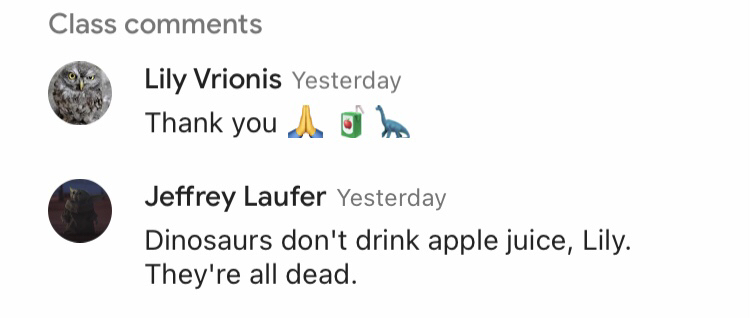 Class comments
Lily Vrionis Yesterday
Thank you 🙏 🧃 🦕
Jeffrey Laufer Yesterday
Dinosaurs don't drink apple juice, Lily.
They're all dead.